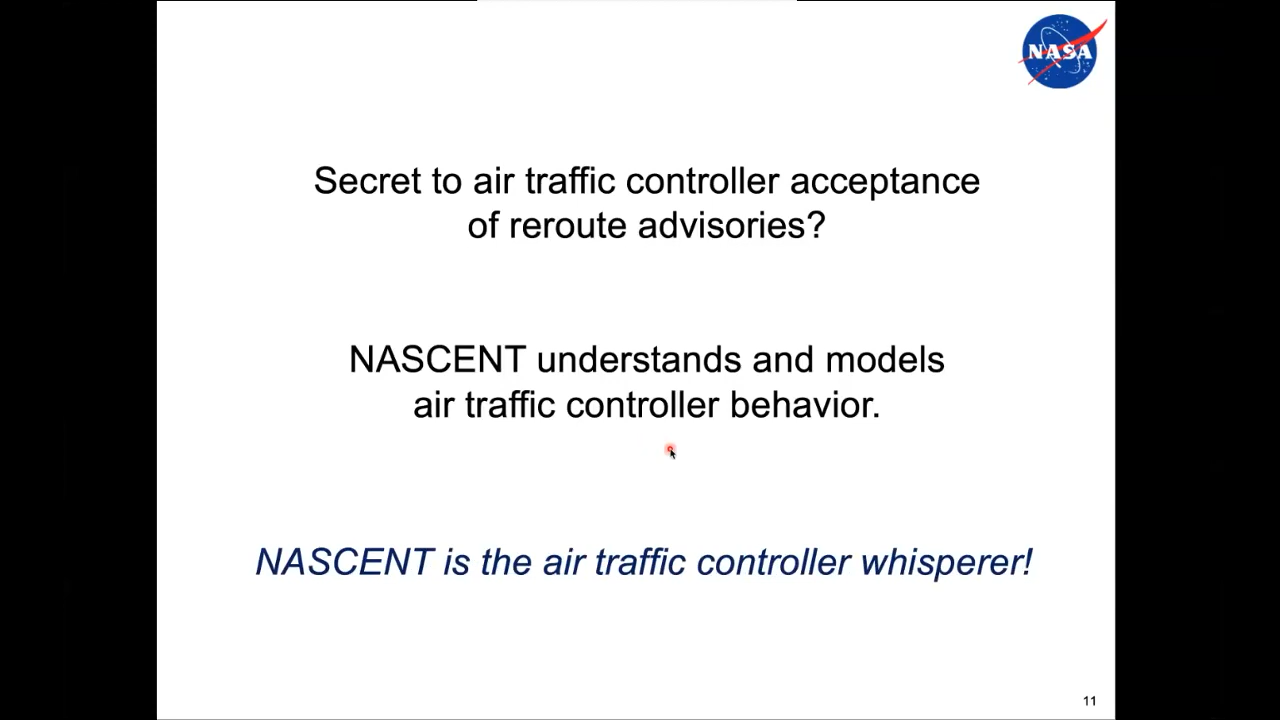 NASA
Secret to air traffic controller acceptance
of reroute advisories?
NASCENT understands and models
air traffic controller behavior.
NASCENT is the air traffic controller whisperer!
11